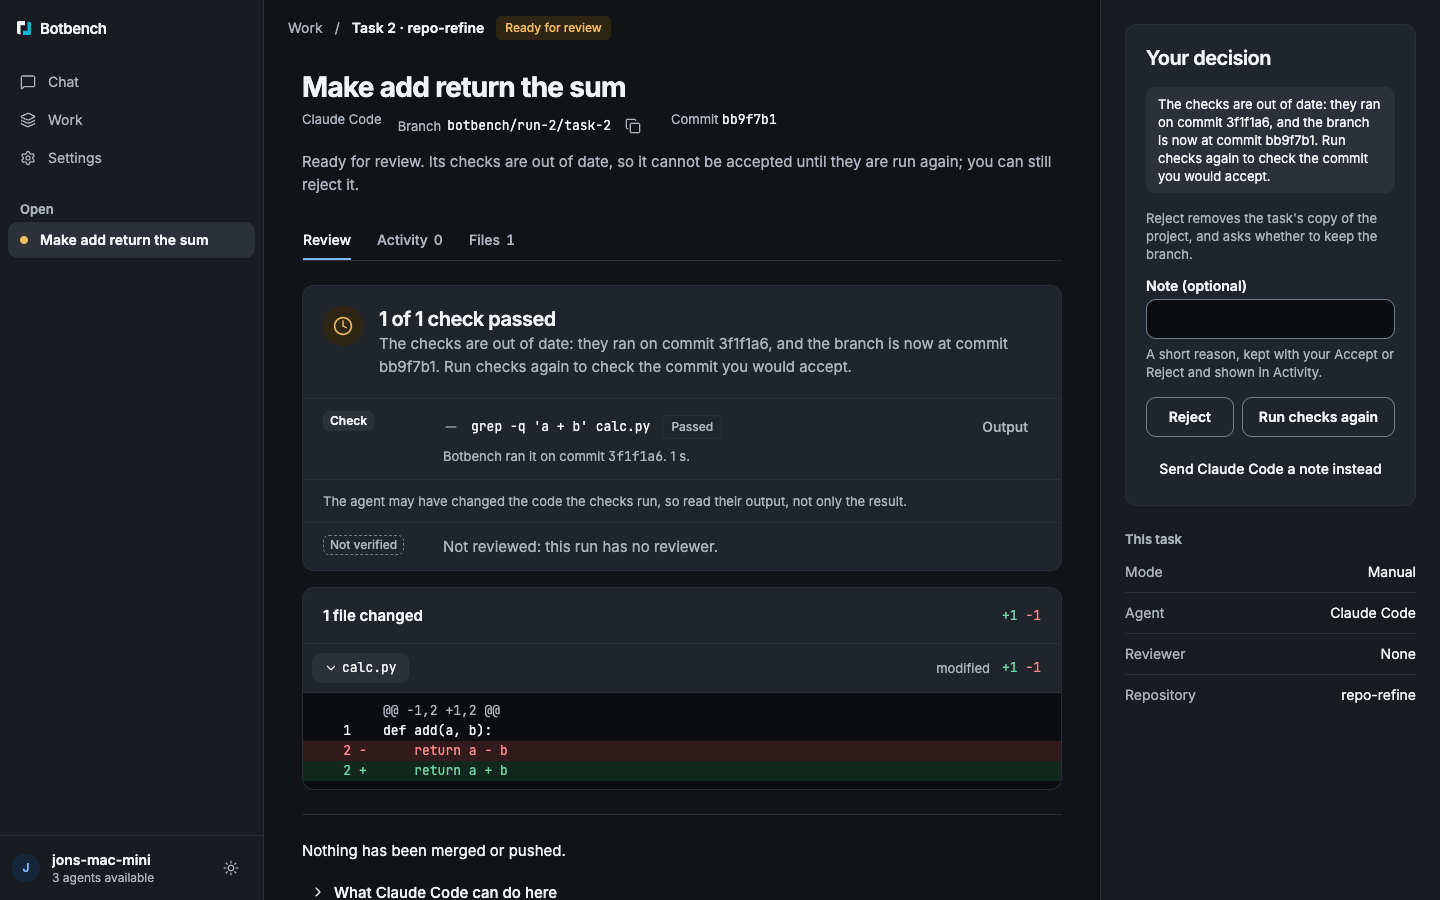 Botbench
Chat
Work
Settings
Open
Make add return the sum
jons-mac-mini
J
3 agents available
Work / Task 2 · repo-refine Ready for review
Make add return the sum
Claude Code Branch botbench/run-2/task-2 Commit bb9f7b1
Ready for review. Its checks are out of date, so it cannot be accepted until they are run again; you can still
reject it.
Review Activity 0 Files 1
1 of 1 check passed
The checks are out of date: they ran on commit 3f1f1a6, and the branch is now at commit
bb9f7b1. Run checks again to check the commit you would accept.
Check — grep -q 'a + b' calc.py Passed Output
Botbench ran it on commit 3f1f1a6. 1 s.
The agent may have changed the code the checks run, so read their output, not only the result.
Not verified Not reviewed: this run has no reviewer.
1 file changed +1 -1
calc.py modified +1 -1
@@ -1,2 +1,2 @@
1 def add(a, b):
2 - return a - b
2 + return a + b
Nothing has been merged or pushed.
What Claude Code can do here
Your decision
The checks are out of date: they ran
on commit 3f1f1a6, and the branch
is now at commit bb9f7b1. Run
checks again to check the commit
you would accept.
Reject removes the task's copy of the
project, and asks whether to keep the
branch.
Note (optional)
A short reason, kept with your Accept or
Reject and shown in Activity.
Reject Run checks again
Send Claude Code a note instead
This task
Mode Manual
Agent Claude Code
Reviewer None
Repository repo-refine